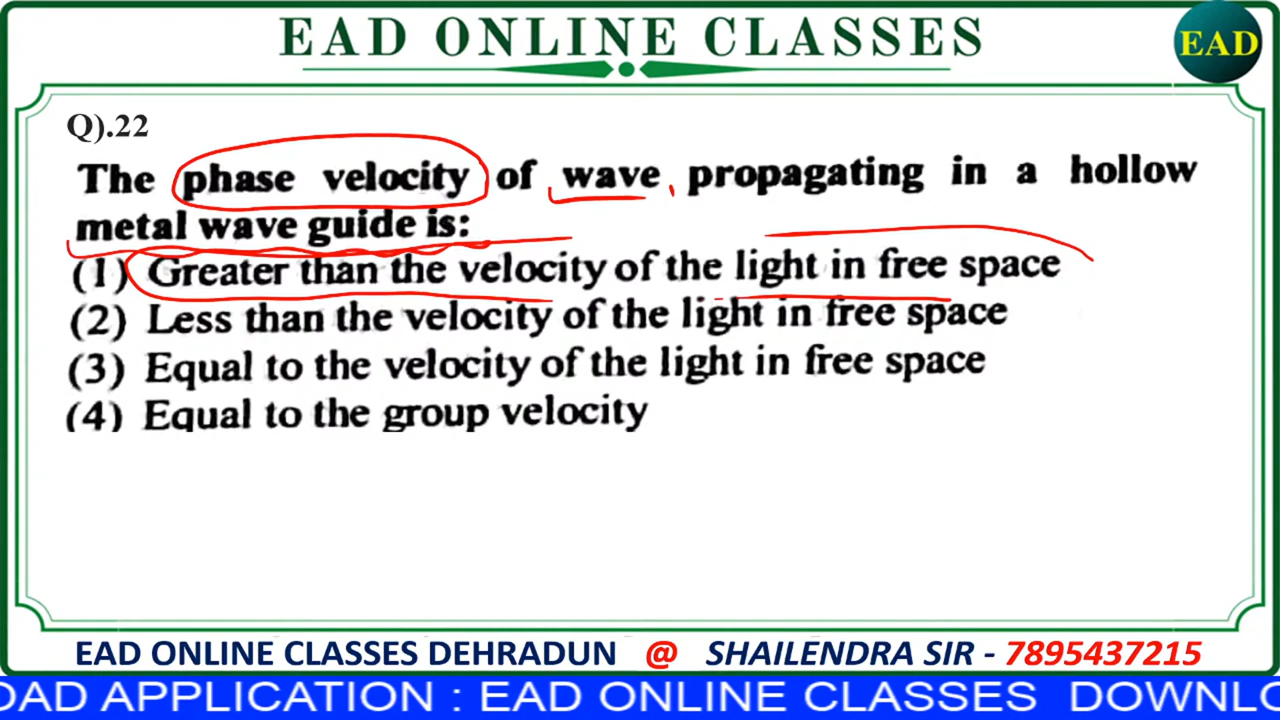 EAD ONLINE CLASSES
EAD
Q).22
The phase velocity of wave propagating in a hollow
metal wave guide is:
(1) Greater than the velocity of the light in free space
(2) Less than the velocity of the light in free space
(3) Equal to the velocity of the light in free space
(4) Equal to the group velocity
EAD ONLINE CLASSES DEHRADUN @ SHAILENDRA SIR - 7895437215
OAD APPLICATION : EAD ONLINE CLASSES DOWNLO